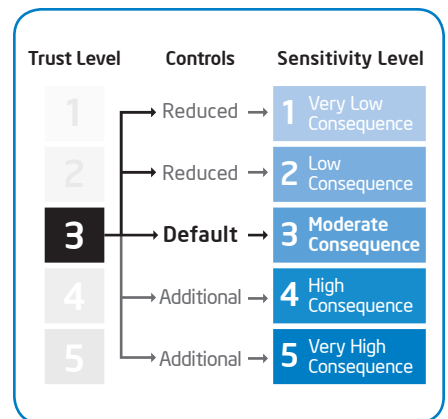 Trust Level Controls Sensitivity Level
1 Reduced 1 Very Low
Consequence
2 Reduced 2 Low
Consequence
3 Default 3 Moderate
Consequence
4 Additional 4 High
Consequence
5 Additional 5 Very High
Consequence